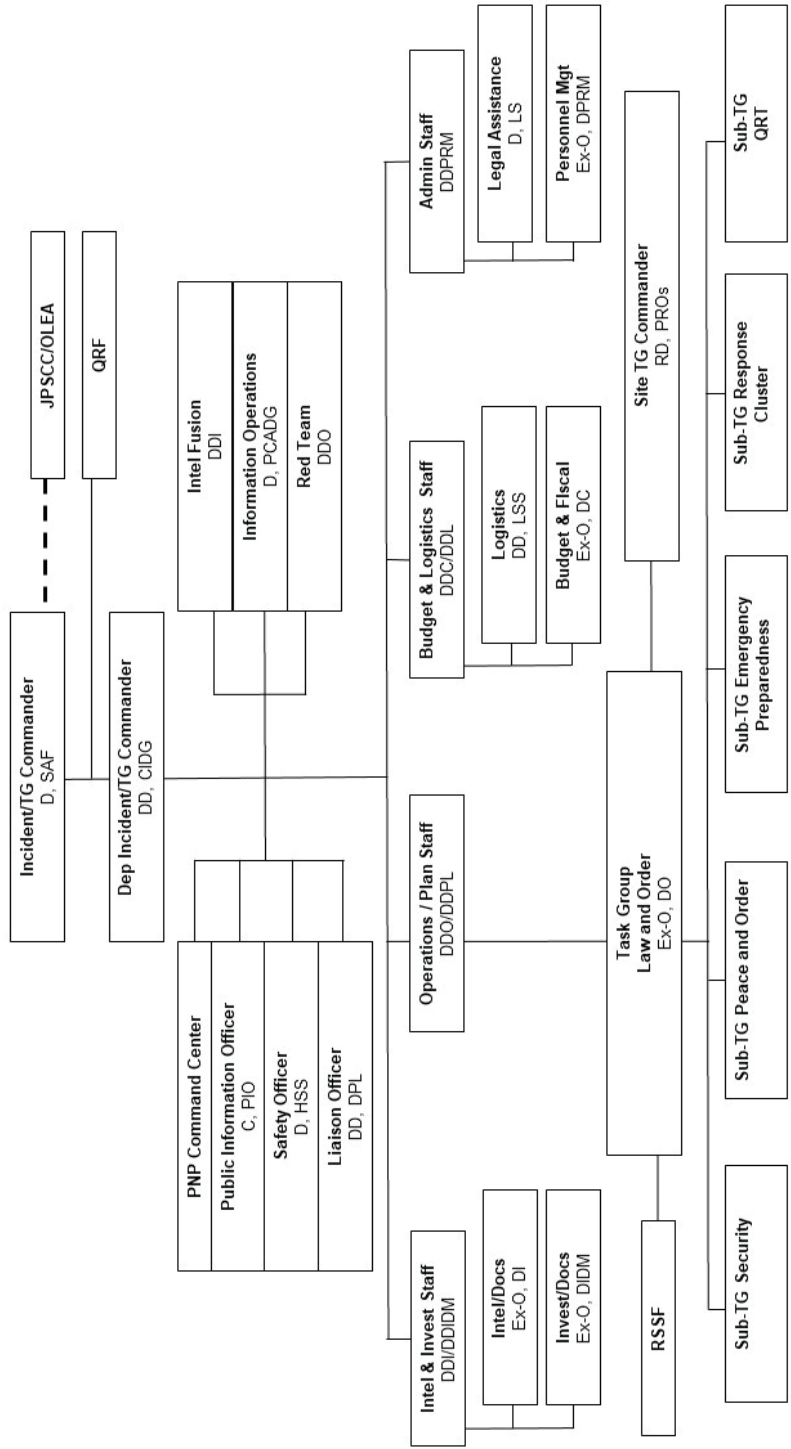 Incident/TG Commander
D, SAF
JPSCC/OLEA
QRF
Dep Incident/TG Commander
DD, CIDG
PNP Command Center
Public Information Officer
C, PIO
Safety Officer
D, HSS
Liaison Officer
DD, DPL
Intel Fusion
DDI
Information Operations
D, PCADG
Red Team
DDO
Intel & Invest Staff
DDI/DDIDM
Intel/Docs
Ex-O, DI
Invest/Docs
Ex-O, DIDM
Operations / Plan Staff
DDO/DDPL
Budget & Logistics Staff
DDC/DDL
Logistics
DD, LSS
Budget & FIscal
Ex-O, DC
Admin Staff
DDPRM
Legal Assistance
D, LS
Personnel Mgt
Ex-O, DPRM
RSSF
Task Group
Law and Order
Ex-O, DO
Site TG Commander
RD, PROs
Sub-TG Security
Sub-TG Peace and Order
Sub-TG Emergency
Preparedness
Sub-TG Response
Cluster
Sub-TG
QRT